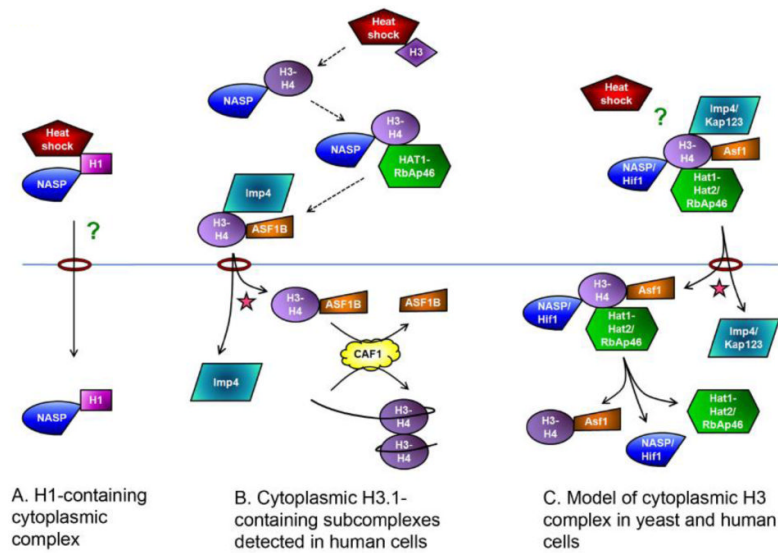 Heat
shock
H1
NASP
?
NASP
H1
A. H1-containing
cytoplasmic
complex
Heat
shock
H3
H3-
H4
NASP
H3-
H4
NASP
HAT1-
RbAp46
Imp4
H3-
H4
ASF1B
H3-
H4
ASF1B
ASF1B
CAF1
Imp4
H3-
H4
H3-
H4
B. Cytoplasmic H3.1-
containing subcomplexes
detected in human cells
Heat
shock
?
Imp4/
Kap123
H3-
H4
Asf1
NASP/
Hif1
Hat1-
Hat2/
RbAp46
H3-
H4
Asf1
NASP/
Hif1
Hat1-
Hat2/
RbAp46
Imp4/
Kap123
H3-
H4
Asf1
NASP/
Hif1
Hat1-
Hat2/
RbAp46
C. Model of cytoplasmic H3
complex in yeast and human
cells